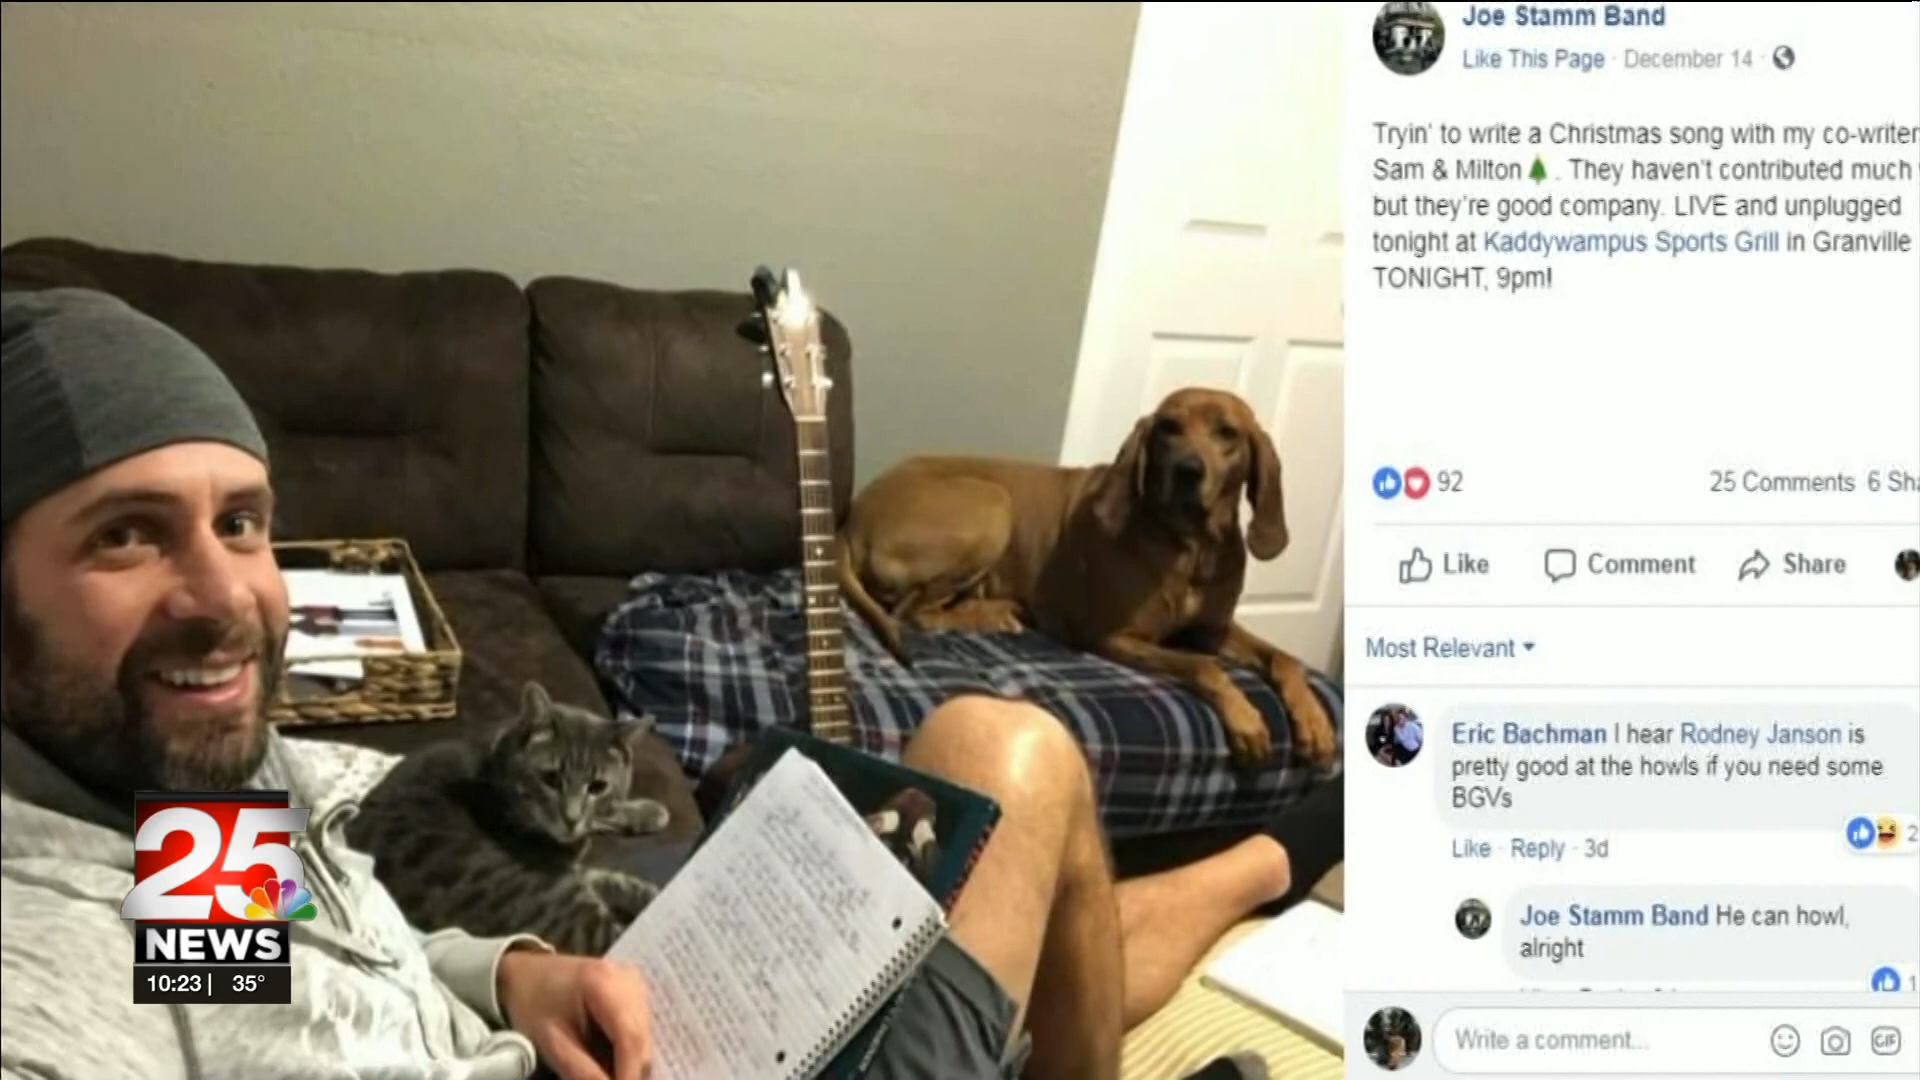 Joe Stamm Band
Like This Page · December 14 ·
Tryin' to write a Christmas song with my co-writer
Sam & Milton🌲. They haven't contributed much
but they're good company. LIVE and unplugged
tonight at Kaddywampus Sports Grill in Granville
TONIGHT, 9pm!
92
25 Comments 6 Sha
Like Comment Share
Most Relevant
Eric Bachman I hear Rodney Janson is
pretty good at the howls if you need some
BGVs
2
Like · Reply · 3d
Joe Stamm Band He can howl,
alright
1
Write a comment...
GIF
25
NEWS
10:23| 35°